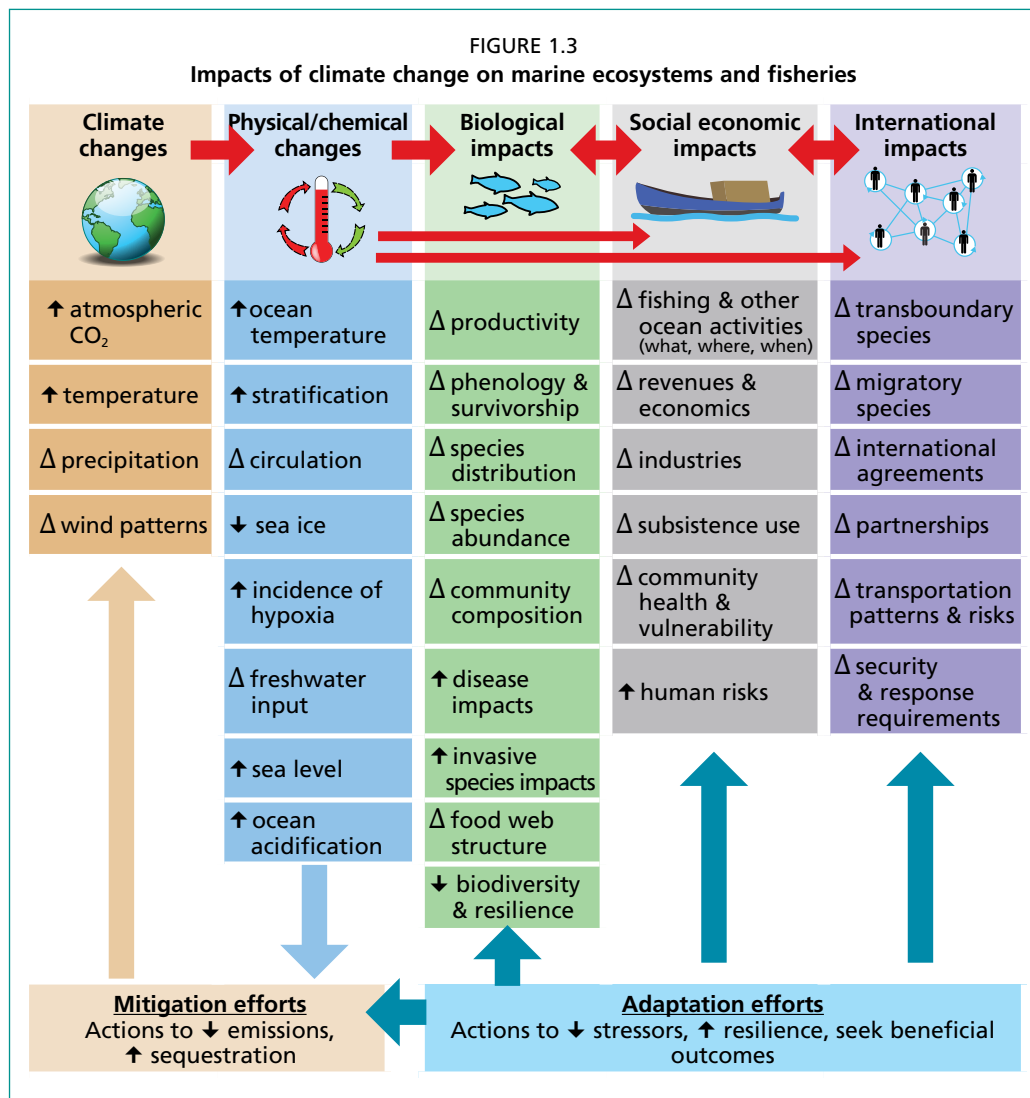 FIGURE 1.3
Impacts of climate change on marine ecosystems and fisheries
Climate
changes
Physical/chemical
changes
Biological
impacts
Social economic
impacts
International
impacts
↑ atmospheric
CO₂
↑ temperature
Δ precipitation
Δ wind patterns
↑ ocean
temperature
↑ stratification
Δ circulation
↓ sea ice
↑ incidence of
hypoxia
Δ freshwater
input
↑ sea level
↑ ocean
acidification
Δ productivity
Δ phenology &
survivorship
Δ species
distribution
Δ species
abundance
Δ community
composition
↑ disease
impacts
↑ invasive
species impacts
Δ food web
structure
↓ biodiversity
& resilience
Δ fishing & other
ocean activities
(what, where, when)
Δ revenues &
economics
Δ industries
Δ subsistence use
Δ community
health &
vulnerability
↑ human risks
Δ transboundary
species
Δ migratory
species
Δ international
agreements
Δ partnerships
Δ transportation
patterns & risks
Δ security
& response
requirements
Mitigation efforts
Actions to ↓ emissions,
↑ sequestration
Adaptation efforts
Actions to ↓ stressors, ↑ resilience, seek beneficial
outcomes